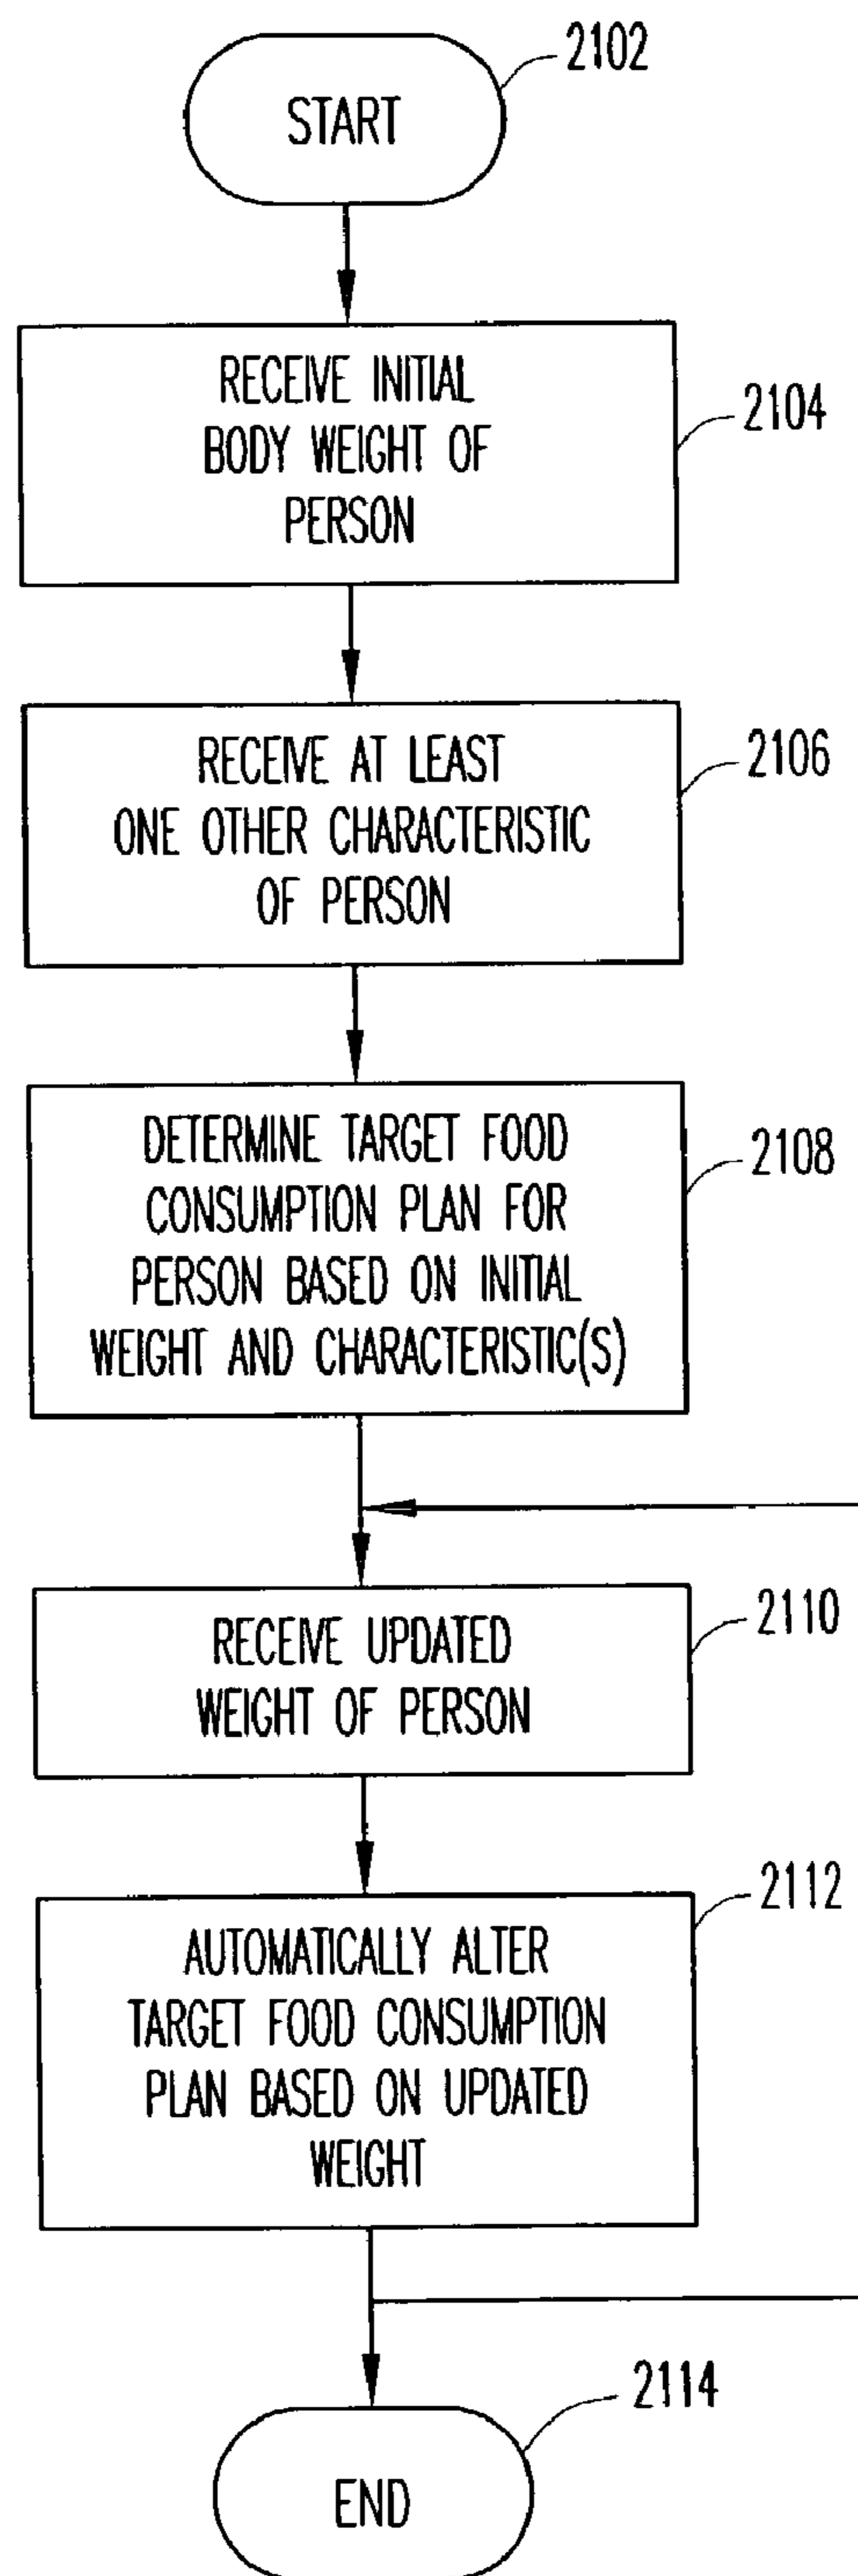 2102
START
RECEIVE INITIAL
BODY WEIGHT OF
PERSON
2104
RECEIVE AT LEAST
ONE OTHER CHARACTERISTIC
OF PERSON
2106
DETERMINE TARGET FOOD
CONSUMPTION PLAN FOR
PERSON BASED ON INITIAL
WEIGHT AND CHARACTERISTIC(S)
2108
RECEIVE UPDATED
WEIGHT OF PERSON
2110
AUTOMATICALLY ALTER
TARGET FOOD CONSUMPTION
PLAN BASED ON UPDATED
WEIGHT
2112
2114
END